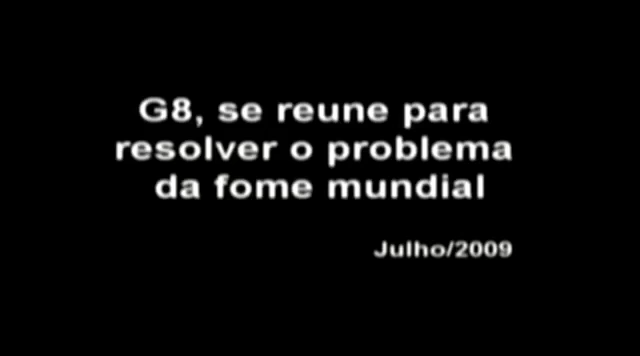 G8, se reune para
resolver o problema
da fome mundial
Julho/2009